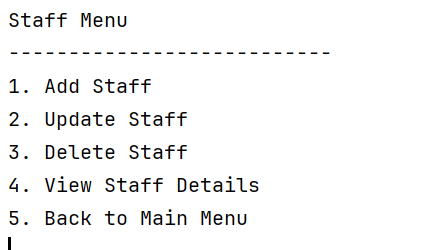 Staff Menu
---------------------------
1. Add Staff
2. Update Staff
3. Delete Staff
4. View Staff Details
5. Back to Main Menu